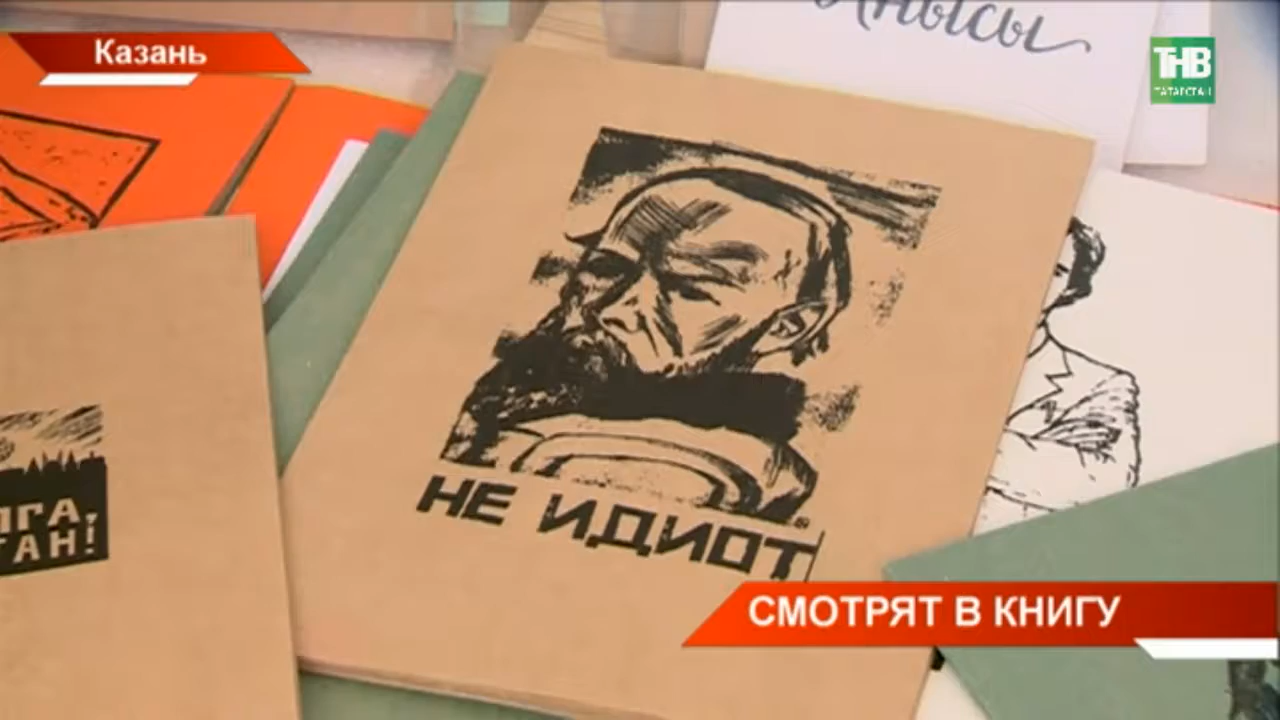 Казань
ТНВ
ТАТАРСТАН
НЕ ИДИОТ
СМОТРЯТ В КНИГУ